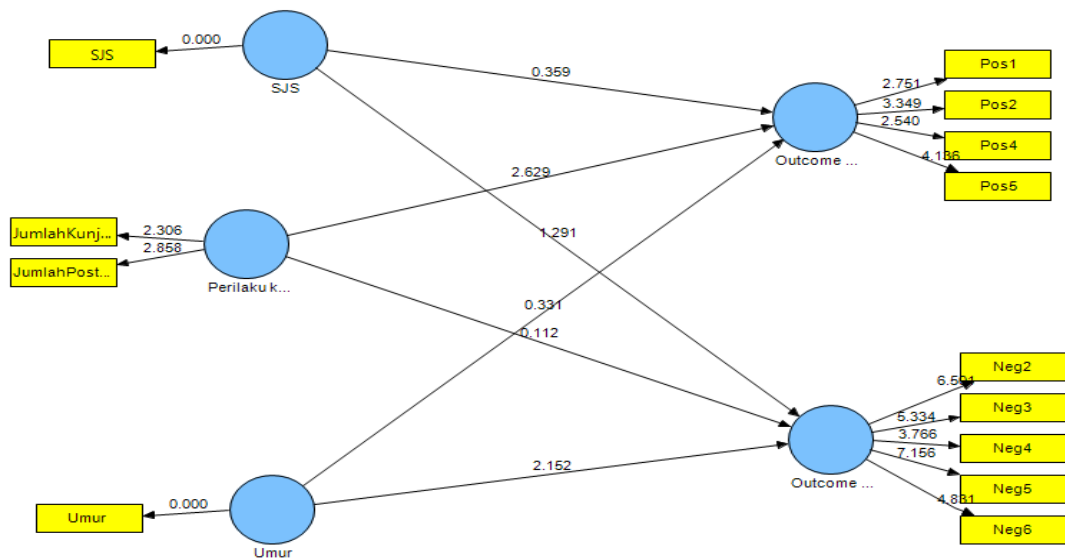 SJS
0.000
SJS
0.359
2.751
3.349
2.540
4.136
Pos1
Pos2
Pos4
Pos5
Outcome ...
2.629
1.291
JumlahKunj...
JumlahPost...
2.306
2.858
Perilaku k...
0.331
0.112
6.591
5.334
3.766
7.156
4.831
Neg2
Neg3
Neg4
Neg5
Neg6
Outcome ...
2.152
Umur
0.000
Umur